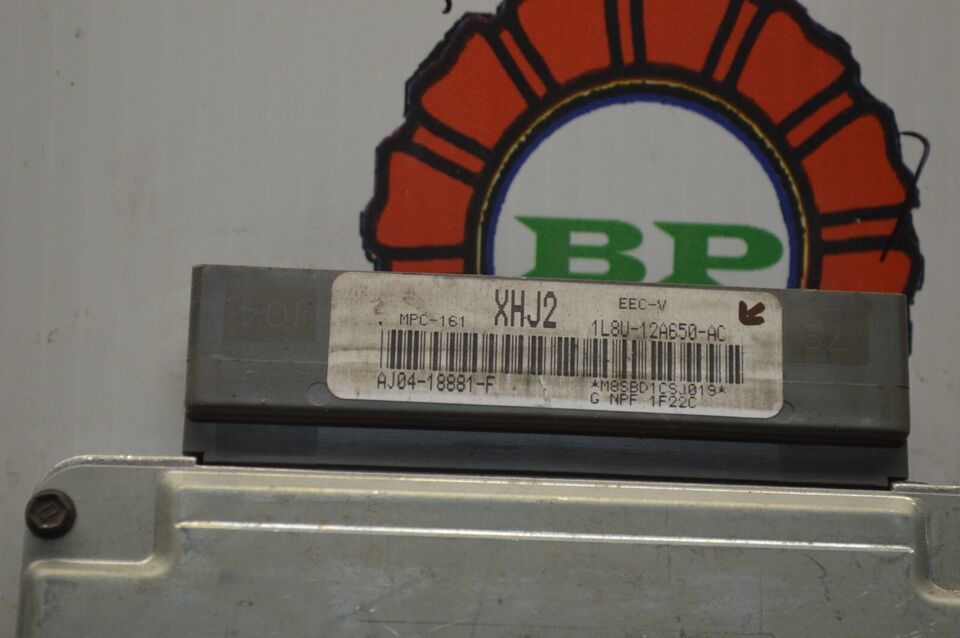 BP
XHJ2
EEC-V
MPC-161
1L8U-12A650-AC
AJ04-18881-F
*M8SBD1CSJ019*
G NPF 1F22C